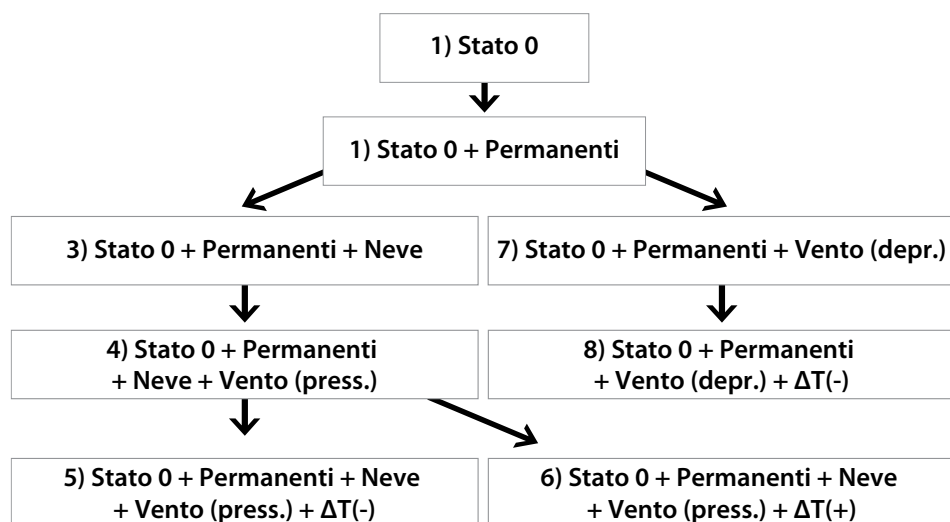 1) Stato 0
1) Stato 0 + Permanenti
3) Stato 0 + Permanenti + Neve
7) Stato 0 + Permanenti + Vento (depr.)
4) Stato 0 + Permanenti
+ Neve + Vento (press.)
8) Stato 0 + Permanenti
+ Vento (depr.) + ΔT(-)
5) Stato 0 + Permanenti + Neve
+ Vento (press.) + ΔT(-)
6) Stato 0 + Permanenti + Neve
+ Vento (press.) + ΔT(+)